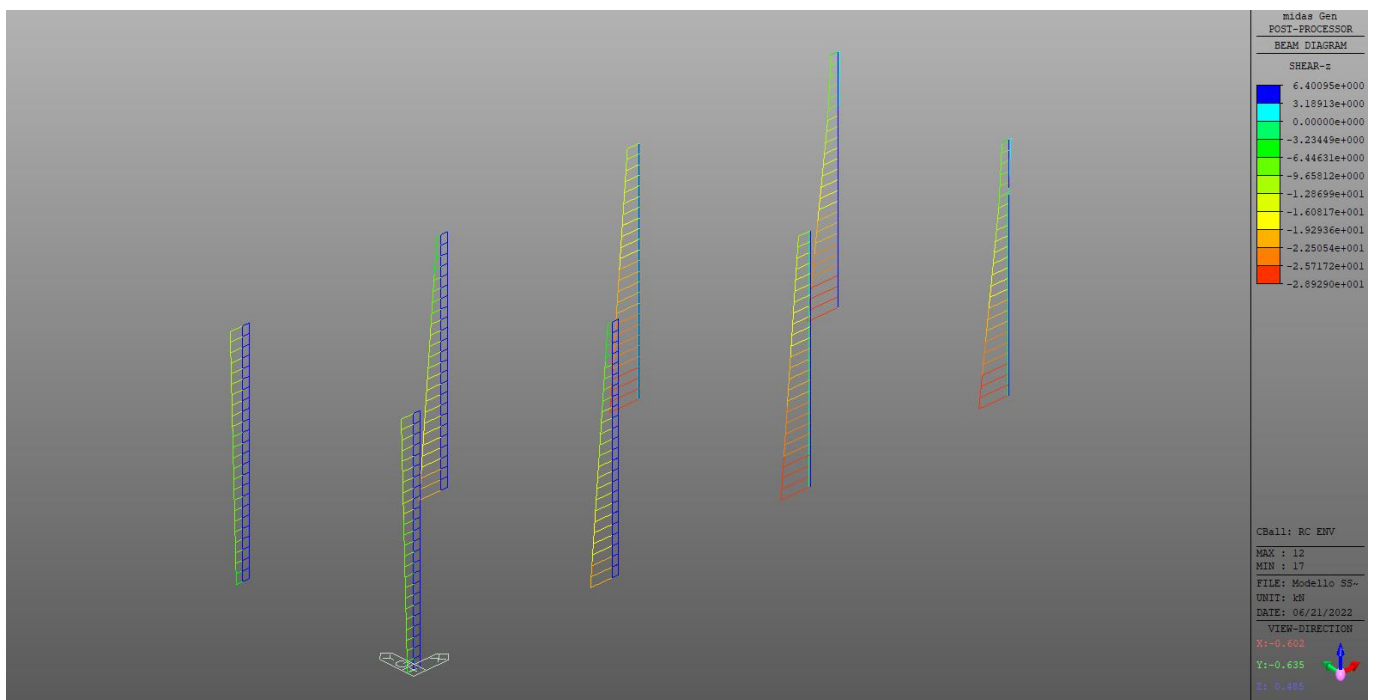 midas Gen
POST-PROCESSOR
BEAM DIAGRAM
SHEAR-z
6.40095e+000
3.18913e+000
0.00000e+000
-3.23449e+000
-6.44631e+000
-9.65812e+000
-1.28699e+001
-1.60817e+001
-1.92936e+001
-2.25054e+001
-2.57172e+001
-2.89290e+001
CBall: RC ENV
MAX : 12
MIN : 17
FILE: Modello SS~
UNIT: kN
DATE: 06/21/2022
VIEW-DIRECTION
X:-0.602
Y:-0.635
Z: 0.485